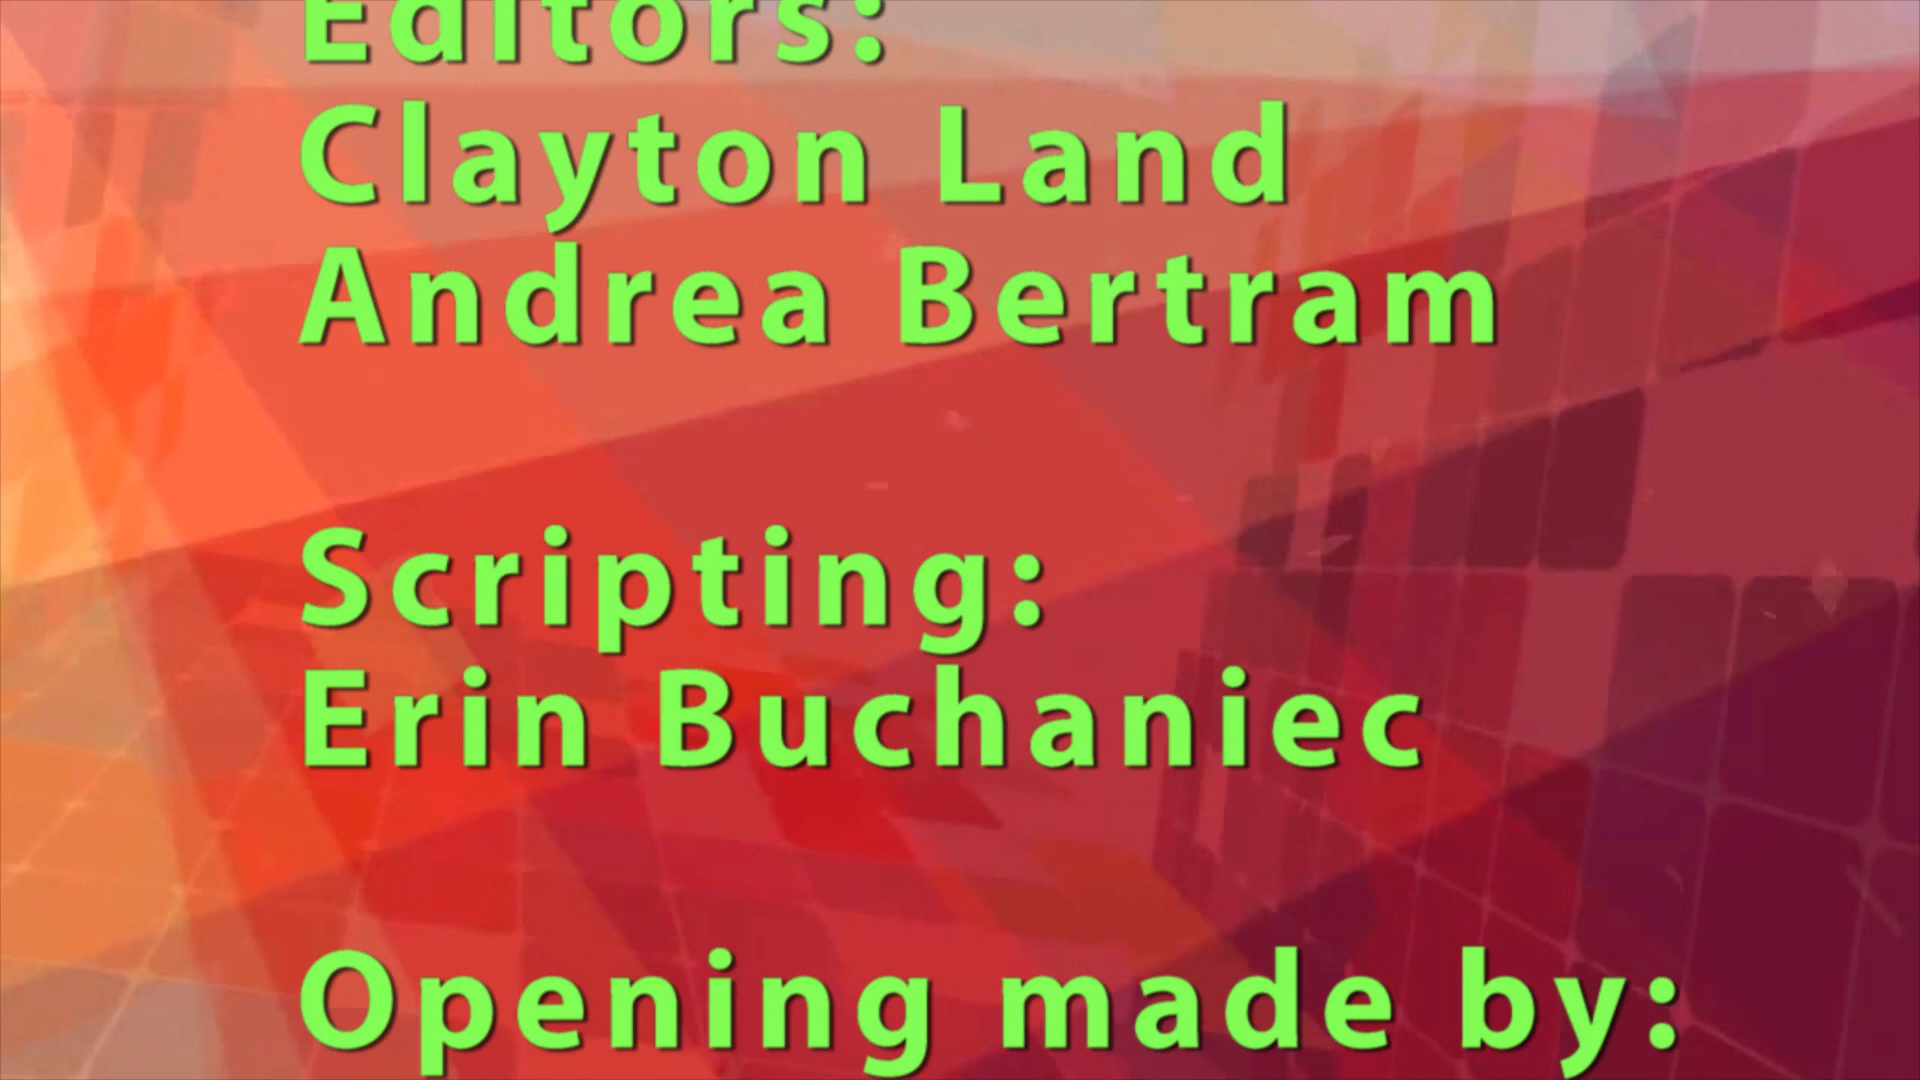 Editors:
Clayton Land
Andrea Bertram
Scripting:
Erin Buchaniec
Opening made by: